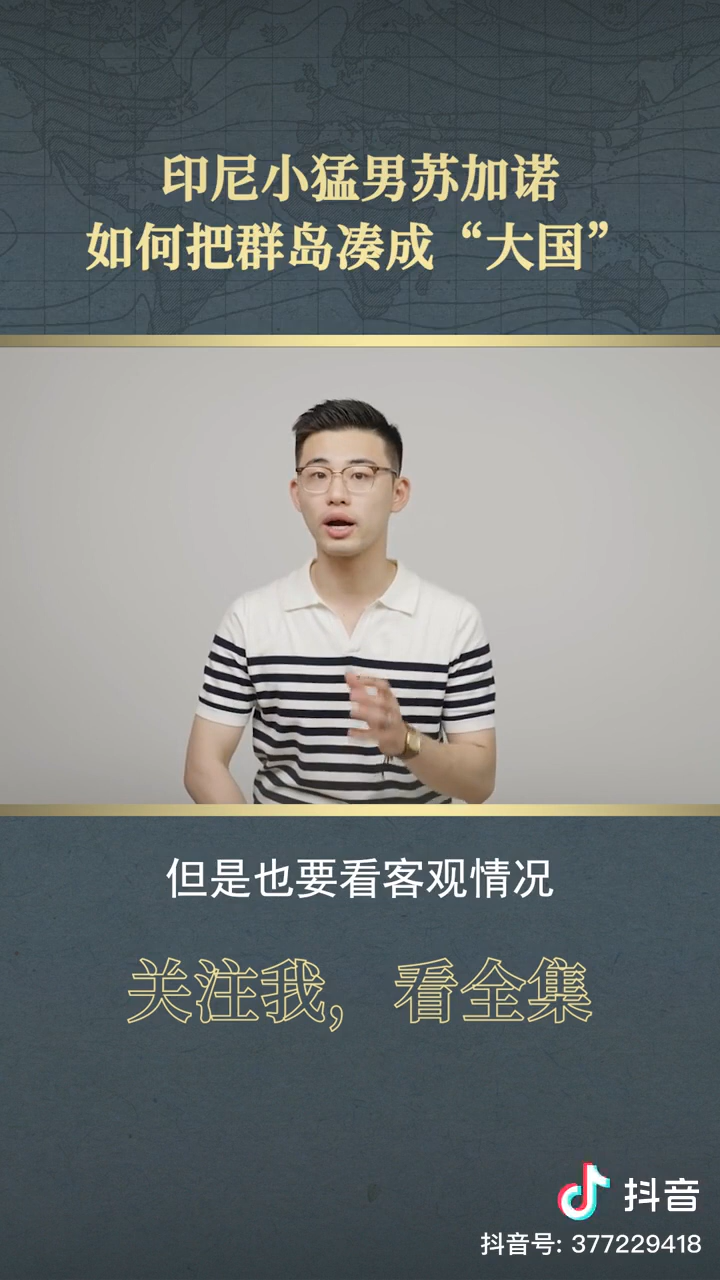 印尼小猛男苏加诺
如何把群岛凑成“大国”
但是也要看客观情况
关注我，看全集
抖音
抖音号: 377229418